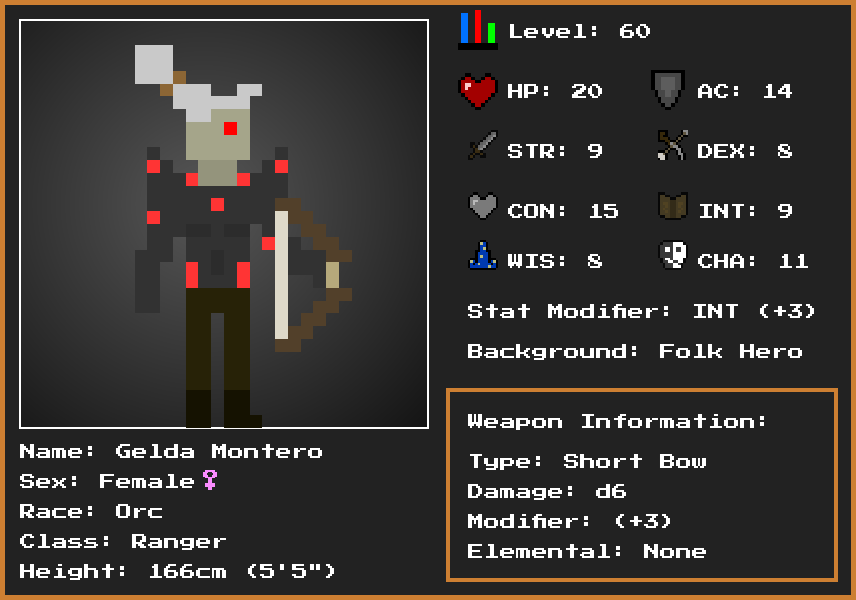 Level: 60
HP: 20
AC: 14
STR: 9
DEX: 8
CON: 15
INT: 9
WIS: 8
CHA: 11
Stat Modifier: INT (+3)
Background: Folk Hero
Weapon Information:
Type: Short Bow
Damage: d6
Modifier: (+3)
Elemental: None
Name: Gelda Montero
Sex: Female♀
Race: Orc
Class: Ranger
Height: 166cm (5'5")